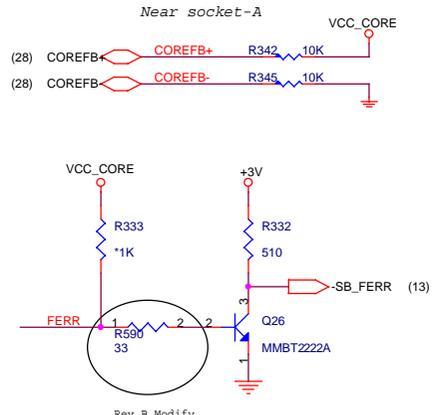 Near socket-A
VCC_CORE
(28) COREFB+ COREFB+ R342 10K
(28) COREFB- COREFB- R345 10K
VCC_CORE +3V
R333 R332
*1K 510
-SB_FERR (13)
3
FERR 1 2 2 Q26
R590
33 MMBT2222A
1
Rev B Modify